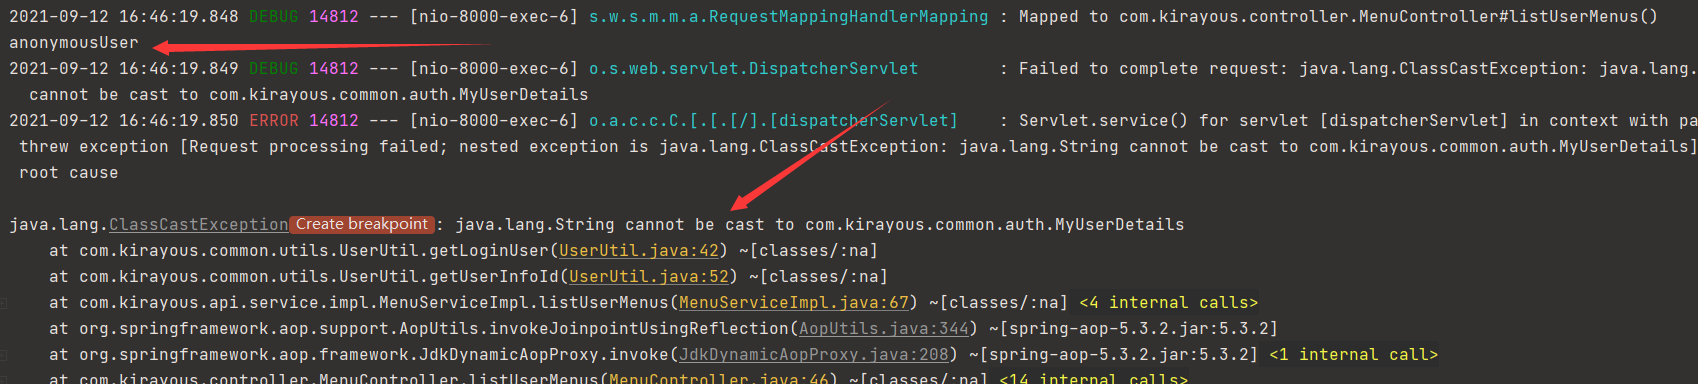 2021-09-12 16:46:19.848 DEBUG 14812 --- [nio-8000-exec-6] s.w.s.m.m.a.RequestMappingHandlerMapping : Mapped to com.kirayous.controller.MenuController#listUserMenus()
anonymousUser
2021-09-12 16:46:19.849 DEBUG 14812 --- [nio-8000-exec-6] o.s.web.servlet.DispatcherServlet : Failed to complete request: java.lang.ClassCastException: java.lang.
cannot be cast to com.kirayous.common.auth.MyUserDetails
2021-09-12 16:46:19.850 ERROR 14812 --- [nio-8000-exec-6] o.a.c.c.C.[.[.[/].[dispatcherServlet] : Servlet.service() for servlet [dispatcherServlet] in context with pa
threw exception [Request processing failed; nested exception is java.lang.ClassCastException: java.lang.String cannot be cast to com.kirayous.common.auth.MyUserDetails]
root cause
java.lang.ClassCastException Create breakpoint : java.lang.String cannot be cast to com.kirayous.common.auth.MyUserDetails
at com.kirayous.common.utils.UserUtil.getLoginUser(UserUtil.java:42) ~[classes/:na]
at com.kirayous.common.utils.UserUtil.getUserInfoId(UserUtil.java:52) ~[classes/:na]
at com.kirayous.api.service.impl.MenuServiceImpl.listUserMenus(MenuServiceImpl.java:67) ~[classes/:na] <4 internal calls>
at org.springframework.aop.support.AopUtils.invokeJoinpointUsingReflection(AopUtils.java:344) ~[spring-aop-5.3.2.jar:5.3.2]
at org.springframework.aop.framework.JdkDynamicAopProxy.invoke(JdkDynamicAopProxy.java:208) ~[spring-aop-5.3.2.jar:5.3.2] <1 internal call>
at com.kirayous.controller.MenuController.listUserMenus(MenuController.java:46) ~[classes/:na] <14 internal calls>